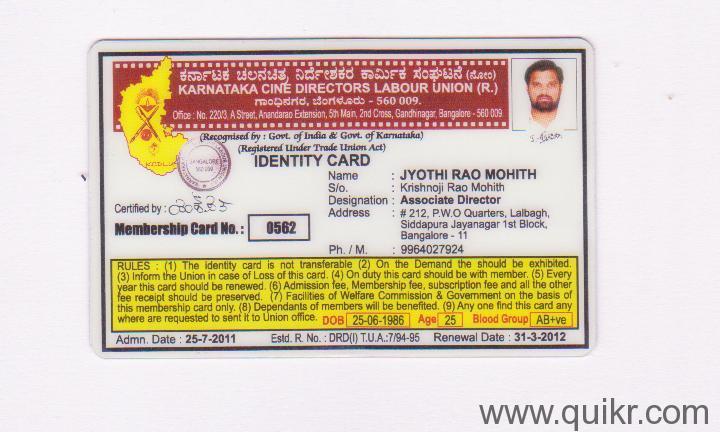 ಕರ್ನಾಟಕ ಚಲನಚಿತ್ರ ನಿರ್ದೇಶಕರ ಕಾರ್ಮಿಕ ಸಂಘಟನೆ (ನೋಂ)
KARNATAKA CINE DIRECTORS LABOUR UNION (R.)
ಗಾಂಧಿನಗರ, ಬೆಂಗಳೂರು - 560 009.
Office : No. 220/3, A Street, Anandarao Extension, 5th Main, 2nd Cross, Gandhinagar, Bangalore - 560 009
(Recognised by : Govt. of India & Govt. of Karnataka)
(Registered Under Trade Union Act)
K.C.D.L.U
BANGALORE
560 009
IDENTITY CARD
Name : JYOTHI RAO MOHITH
S/o. : Krishnoji Rao Mohith
Designation : Associate Director
Address : # 212, P.W.O Quarters, Lalbagh,
Siddapura Jayanagar 1st Block,
Bangalore - 11
Ph. / M. : 9964027924
Certified by :
Membership Card No. : 0562
RULES : (1) The identity card is not transferable (2) On the Demand the should be exhibited.
(3) Inform the Union in case of Loss of this card. (4) On duty this card should be with member. (5) Every
year this card should be renewed. (6) Admission fee, Membership fee, subscription fee and all the other
fee receipt should be preserved. (7) Facilities of Welfare Commission & Government on the basis of
this membership card only. (8) Dependants of members will be benefited. (9) Any one find this card any
where are requested to sent it to Union office. DOB 25-06-1986 Age 25 Blood Group AB+ve
Admn. Date : 25-7-2011 Estd. R. No. : DRD(I) T.U.A.:7/94-95 Renewal Date : 31-3-2012
www.quikr.com